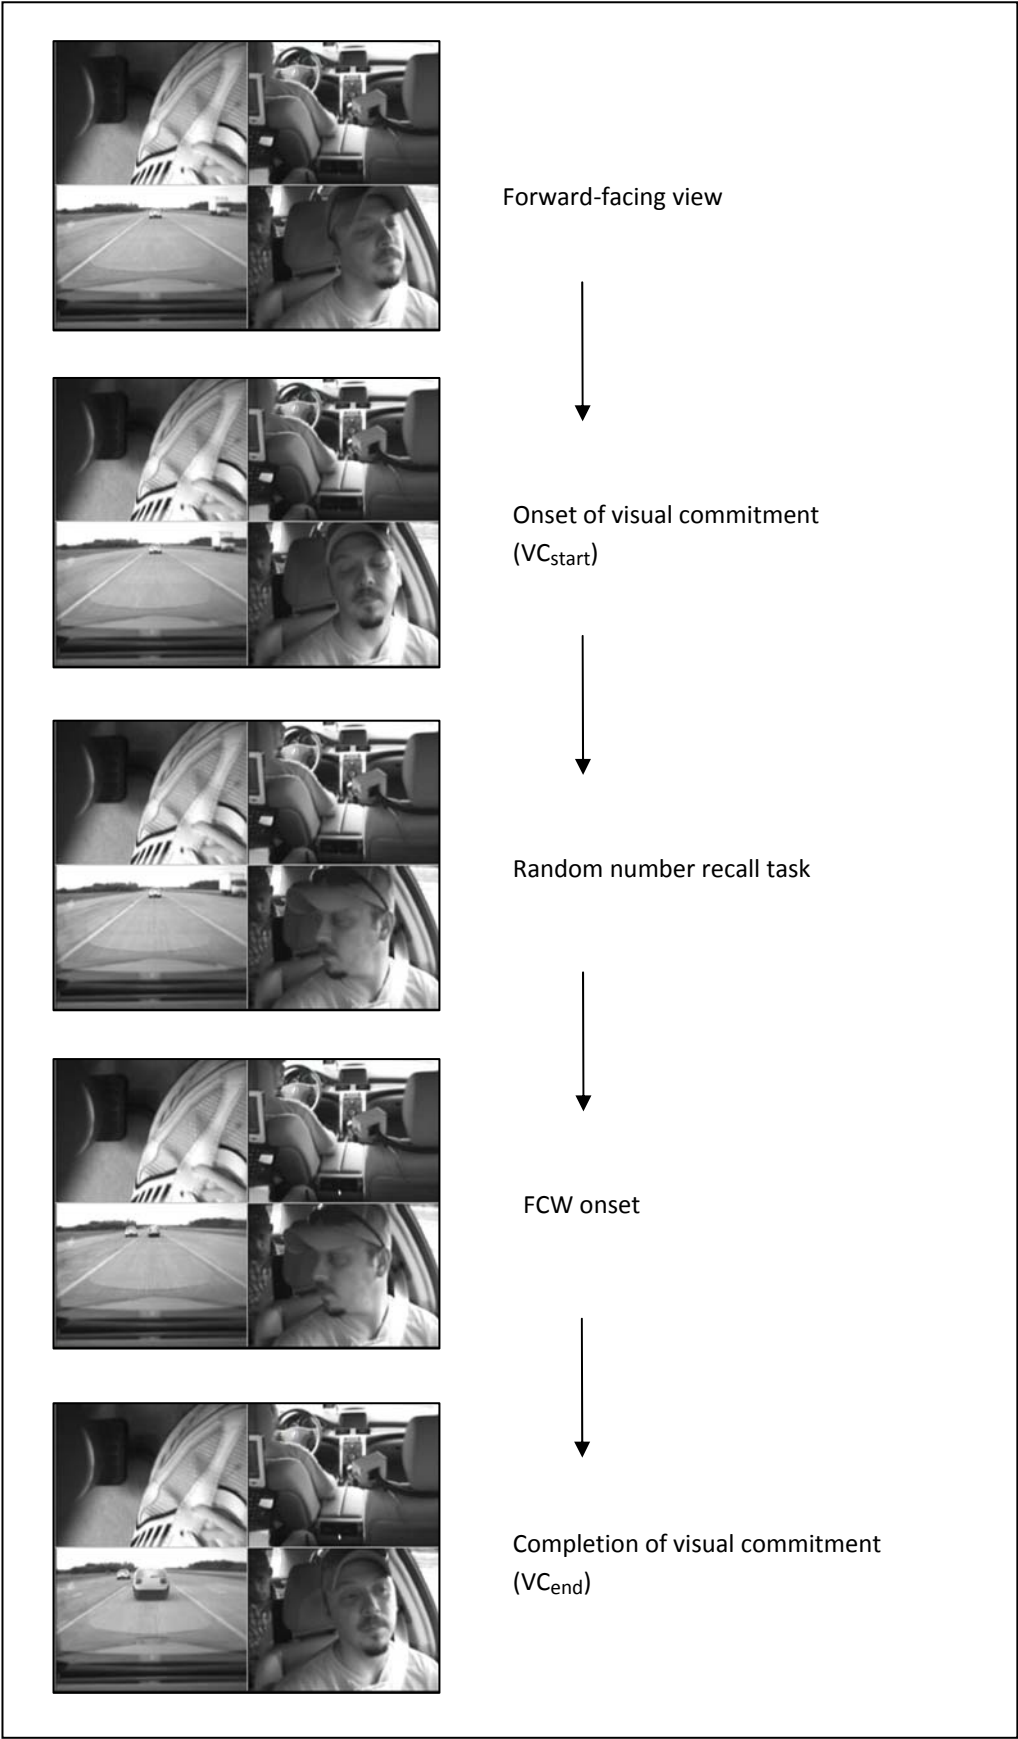 Forward-facing view
Onset of visual commitment
(VCstart)
Random number recall task
FCW onset
Completion of visual commitment
(VCend)